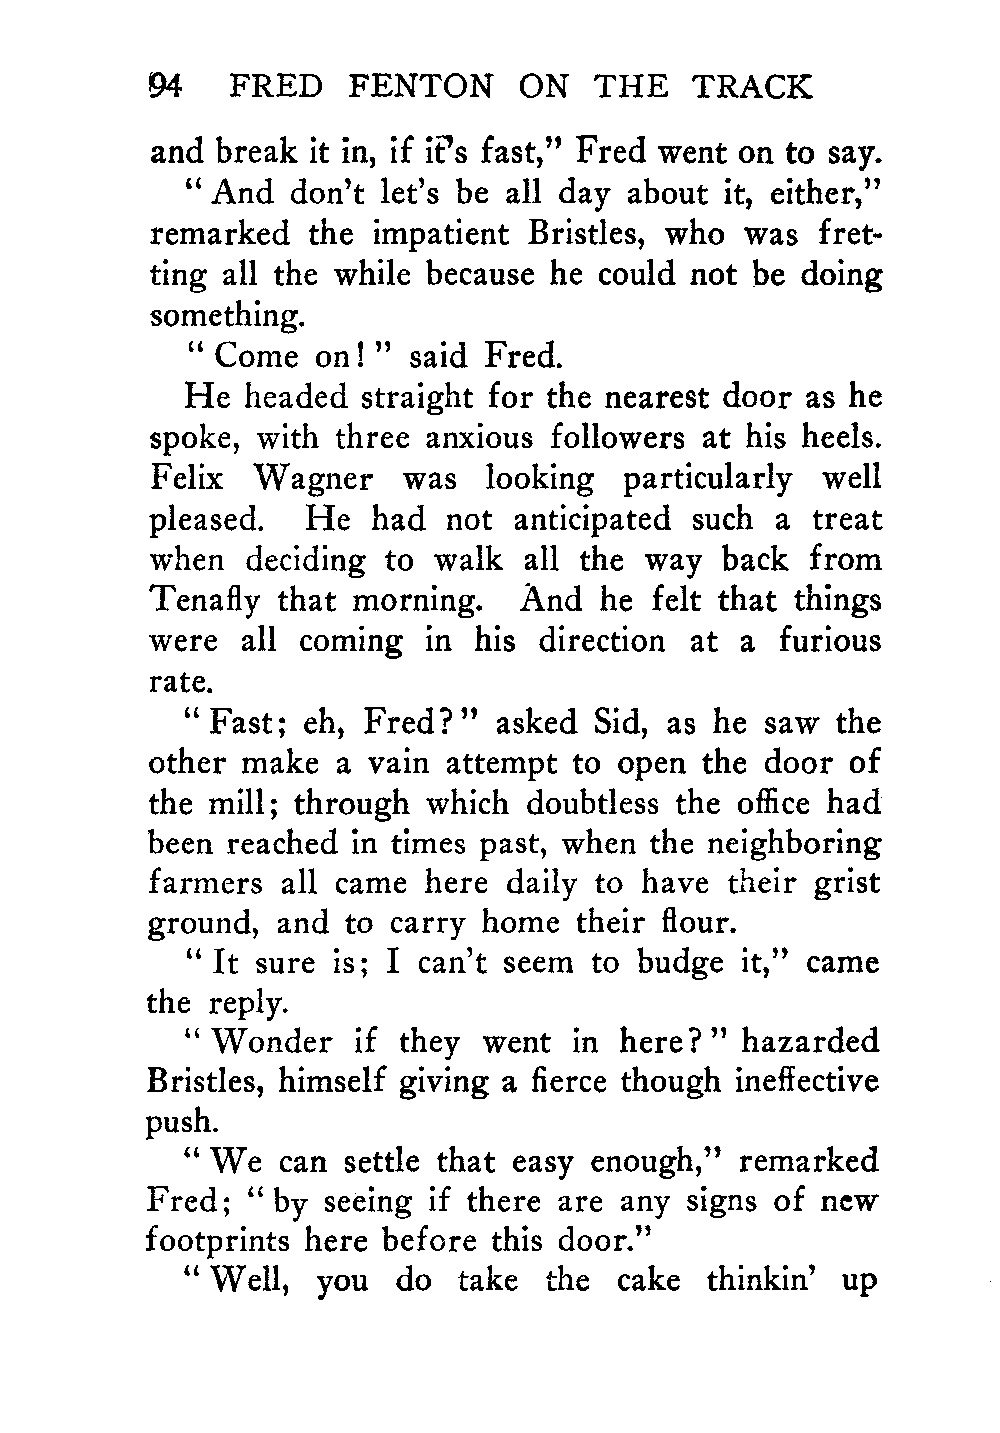 94 FRED FENTON ON THE TRACK
and break it in, if it's fast," Fred went on to say.
" And don't let's be all day about it, either,"
remarked the impatient Bristles, who was fret-
ting all the while because he could not be doing
something.
" Come on! " said Fred.
He headed straight for the nearest door as he
spoke, with three anxious followers at his heels.
Felix Wagner was looking particularly well
pleased. He had not anticipated such a treat
when deciding to walk all the way back from
Tenafly that morning. And he felt that things
were all coming in his direction at a furious
rate.
" Fast; eh, Fred? " asked Sid, as he saw the
other make a vain attempt to open the door of
the mill; through which doubtless the office had
been reached in times past, when the neighboring
farmers all came here daily to have their grist
ground, and to carry home their flour.
" It sure is; I can't seem to budge it," came
the reply.
" Wonder if they went in here? " hazarded
Bristles, himself giving a fierce though ineffective
push.
" We can settle that easy enough," remarked
Fred; " by seeing if there are any signs of new
footprints here before this door."
" Well, you do take the cake thinkin' up